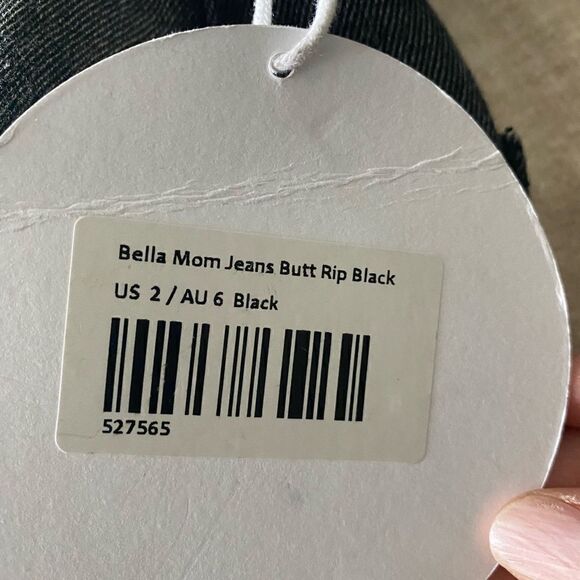 Bella Mom Jeans Butt Rip Black
US 2 / AU 6 Black
527565